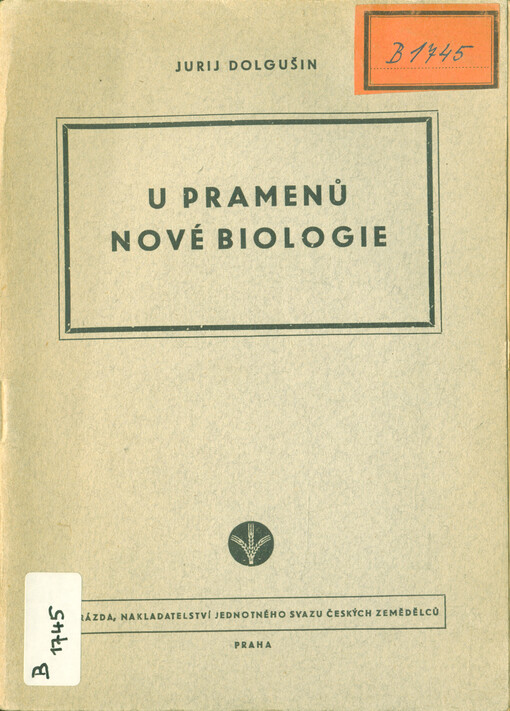 B 1745
JURIJ DOLGUŠIN
U PRAMENŮ
NOVÉ BIOLOGIE
RÁZDA, NAKLADATELSTVÍ JEDNOTNÉHO SVAZU ČESKÝCH ZEMĚDĚLCŮ
PRAHA
B 1745